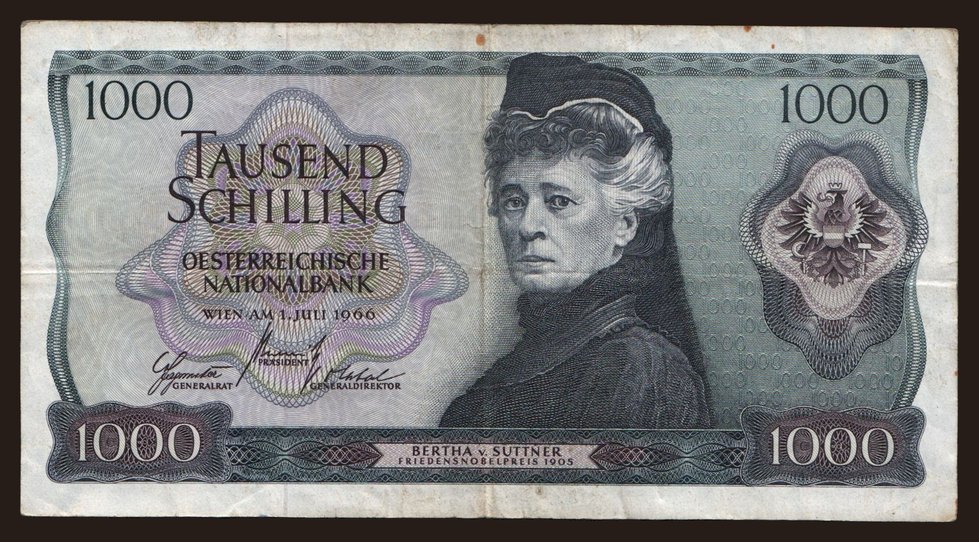 1000
1000
TAUSEND
SCHILLING
OESTERREICHISCHE
NATIONALBANK
WIEN AM 1. JULI 1966
PRÄSIDENT
GENERALRAT
GENERALDIREKTOR
1000
BERTHA v. SUTTNER
FRIEDENSNOBELPREIS 1905
1000